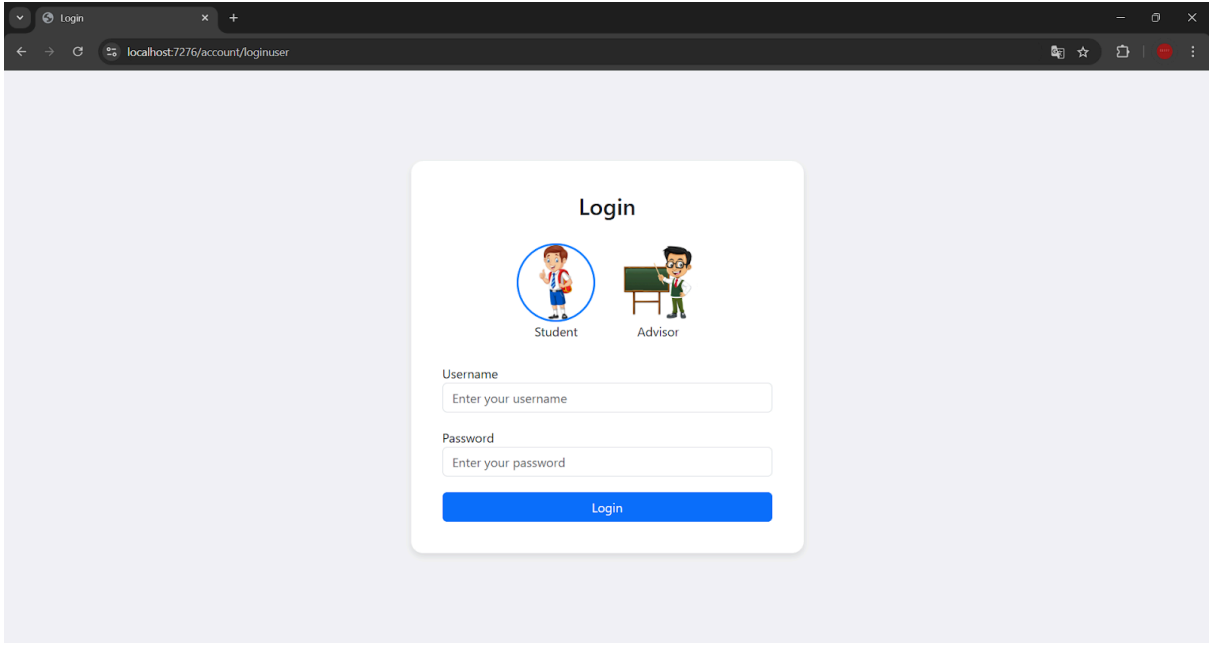 Login
localhost:7276/account/loginuser
Login
Student Advisor
Username
Enter your username
Password
Enter your password
Login